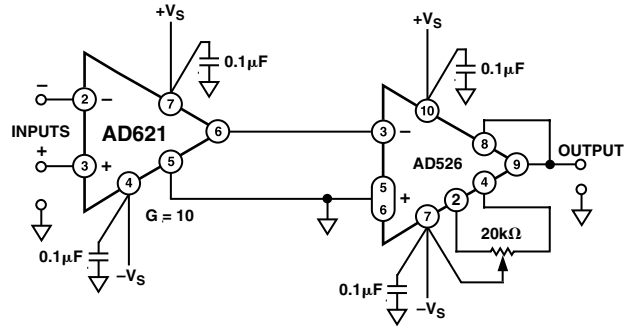 +VS
0.1µF
7
−
2
−
INPUTS
AD621
6
+
3
+
5
4
G = 10
0.1µF
−VS
+VS
0.1µF
10
3
−
8
AD526
9
OUTPUT
5
6
+
4
2
7
20kΩ
0.1µF
−VS